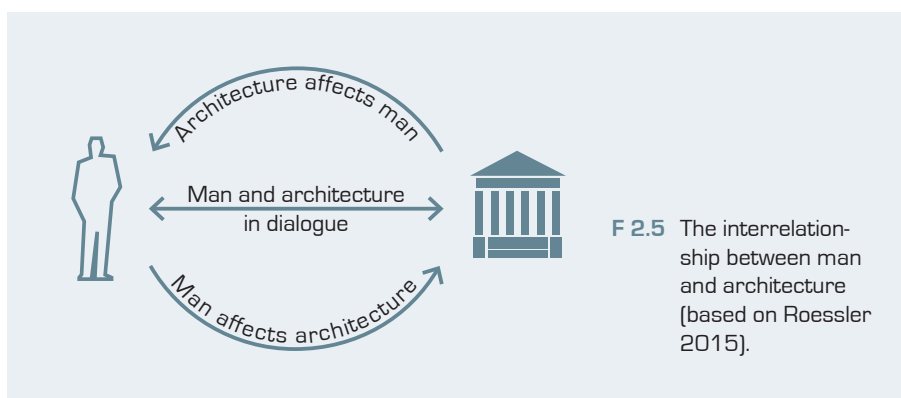 Architecture affects man
Man and architecture
in dialogue
Man affects architecture
F 2.5 The interrelation-
ship between man
and architecture
(based on Roessler
2015).